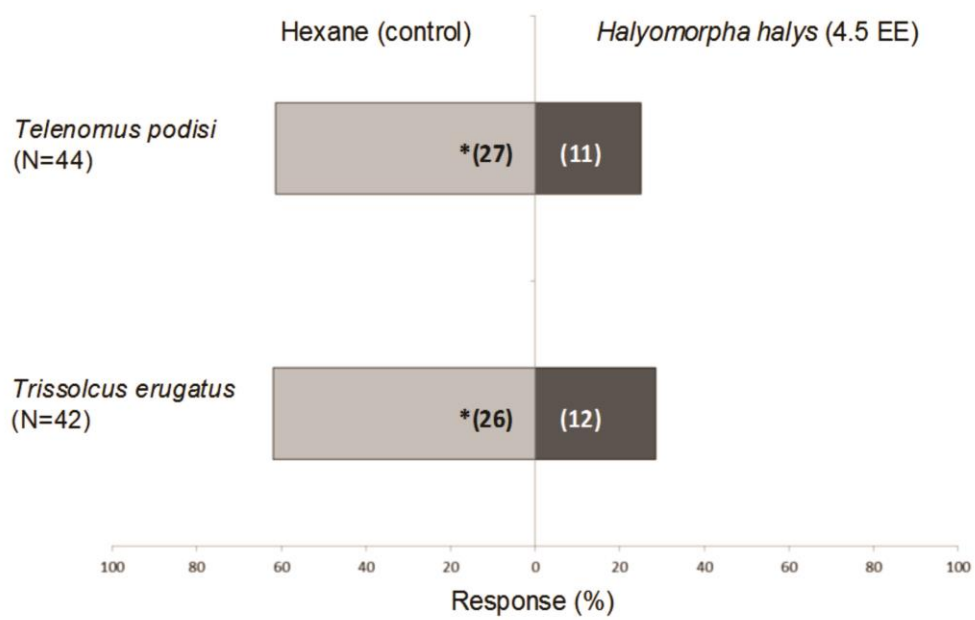 Hexane (control) Halyomorpha halys (4.5 EE)
Telenomus podisi
(N=44)
*(27) (11)
Trissolcus erugatus
(N=42)
*(26) (12)
100 80 60 40 20 0 20 40 60 80 100
Response (%)